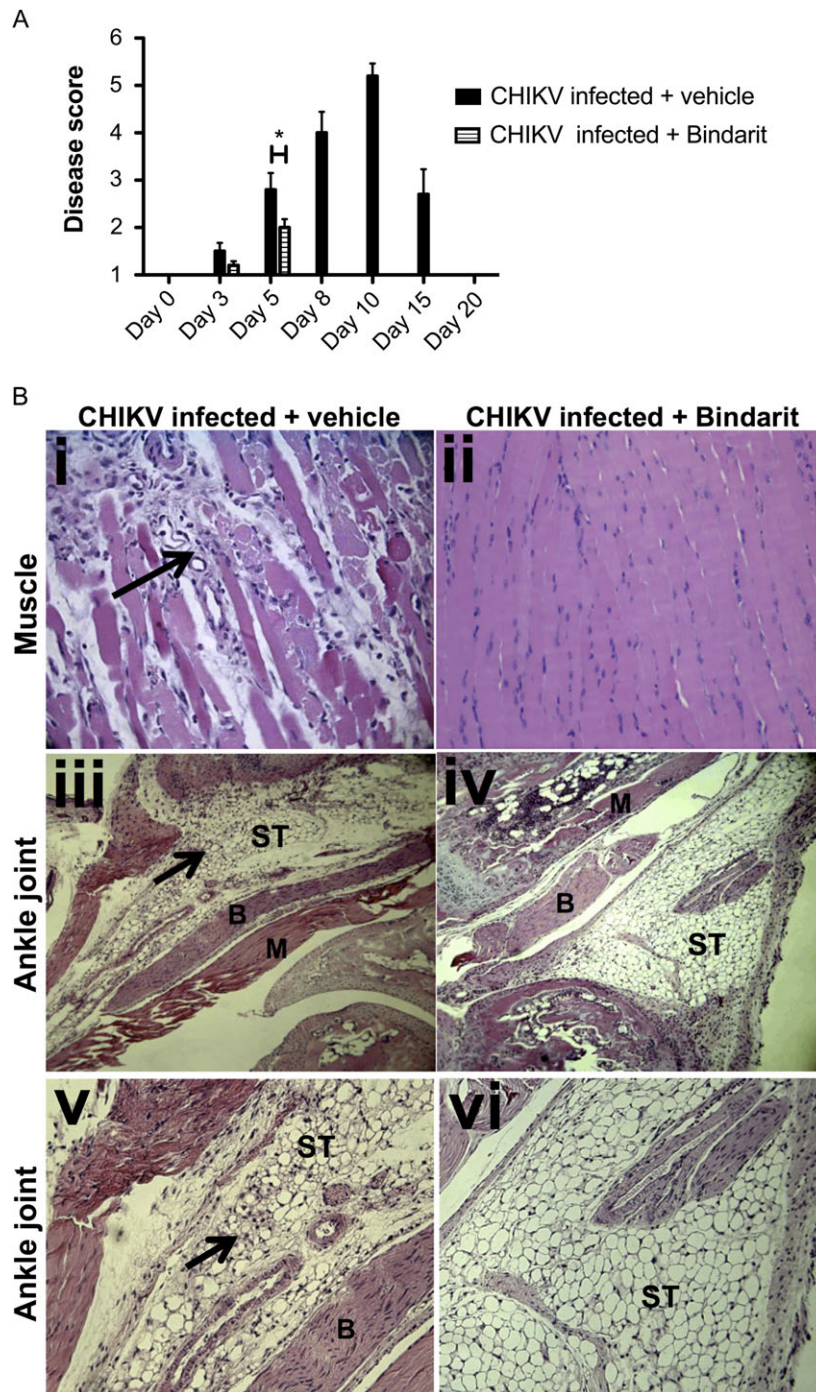 A
Disease score
6
5
4
3
2
1
*
CHIKV infected + vehicle
CHIKV infected + Bindarit
Day 0
Day 3
Day 5
Day 8
Day 10
Day 15
Day 20
B
CHIKV infected + vehicle
CHIKV infected + Bindarit
Muscle
i
ii
Ankle joint
iii
ST
B
M
iv
M
B
ST
Ankle joint
v
ST
B
vi
ST